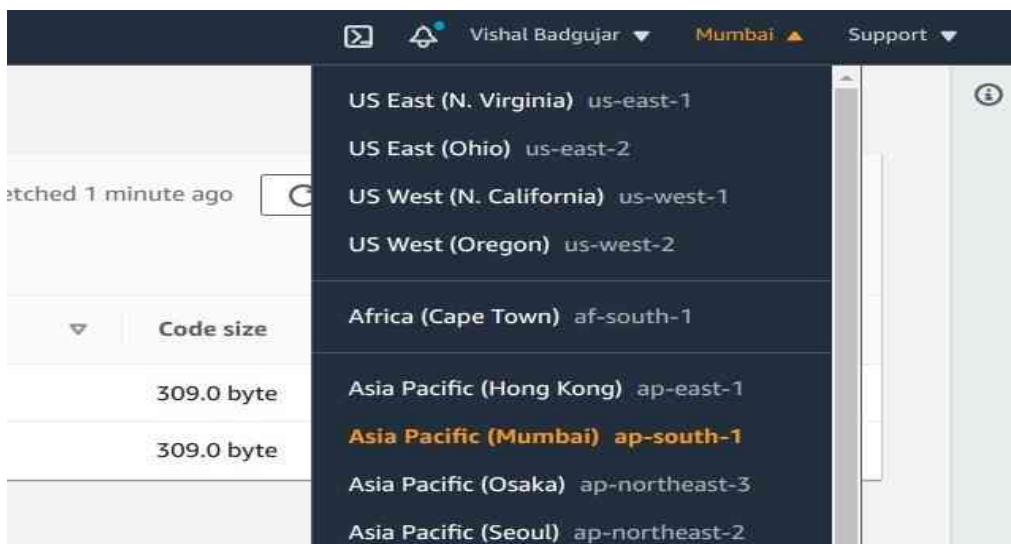 Vishal Badgujar Mumbai Support
US East (N. Virginia) us-east-1
US East (Ohio) us-east-2
etched 1 minute ago
US West (N. California) us-west-1
US West (Oregon) us-west-2
Africa (Cape Town) af-south-1
Code size
Asia Pacific (Hong Kong) ap-east-1
309.0 byte
Asia Pacific (Mumbai) ap-south-1
309.0 byte
Asia Pacific (Osaka) ap-northeast-3
Asia Pacific (Seoul) ap-northeast-2